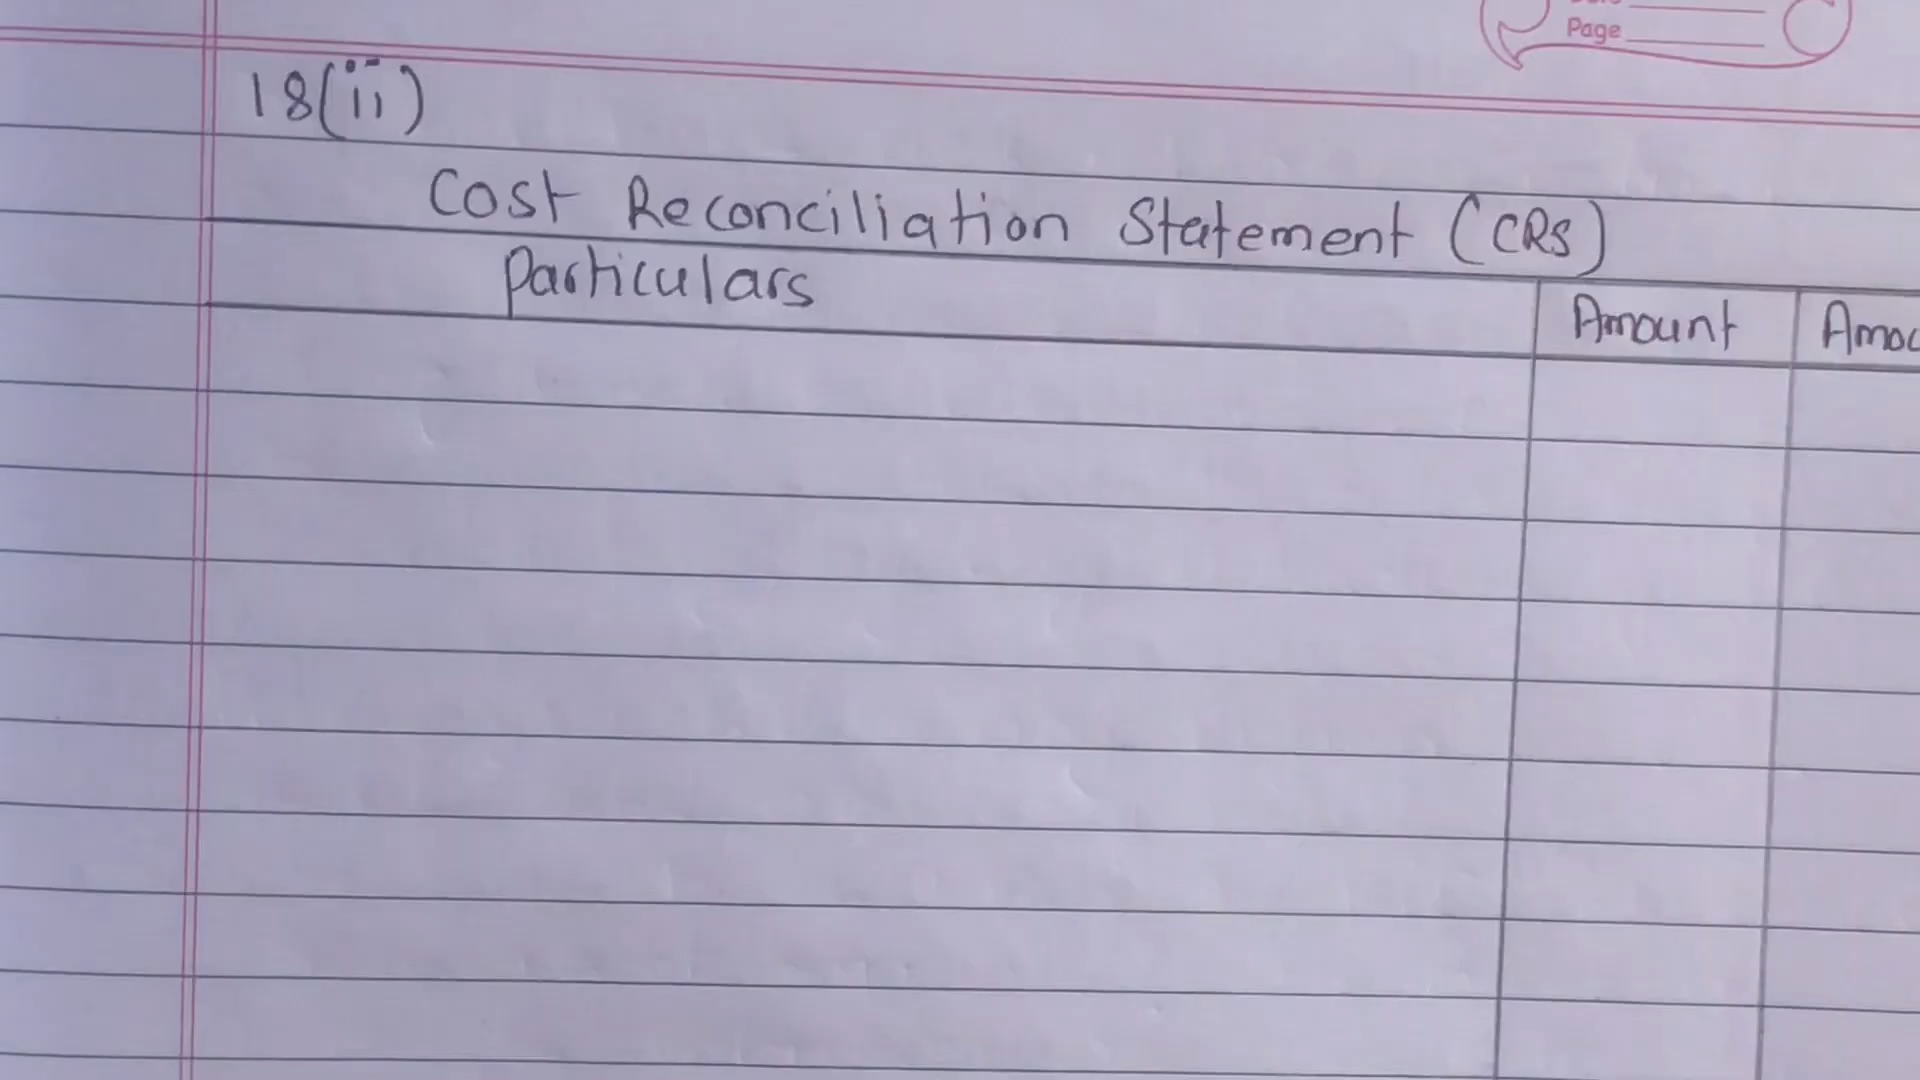 Page
18(ii)
Cost Reconciliation Statement (CRS)
Particulars Amount